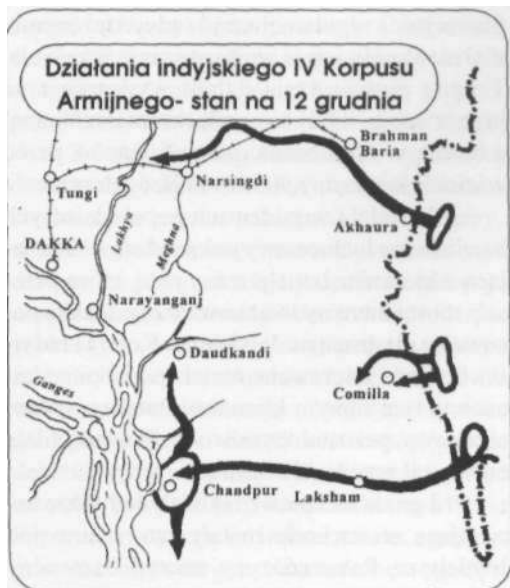 Działania indyjskiego IV Korpusu
Armijnego- stan na 12 grudnia
Brahman
Baria
Tungi
Narsingdi
Akhaura
DAKKA
Lakhya
Meghna
Narayanganj
Daudkandi
Ganges
Comilla
Chandpur
Laksham